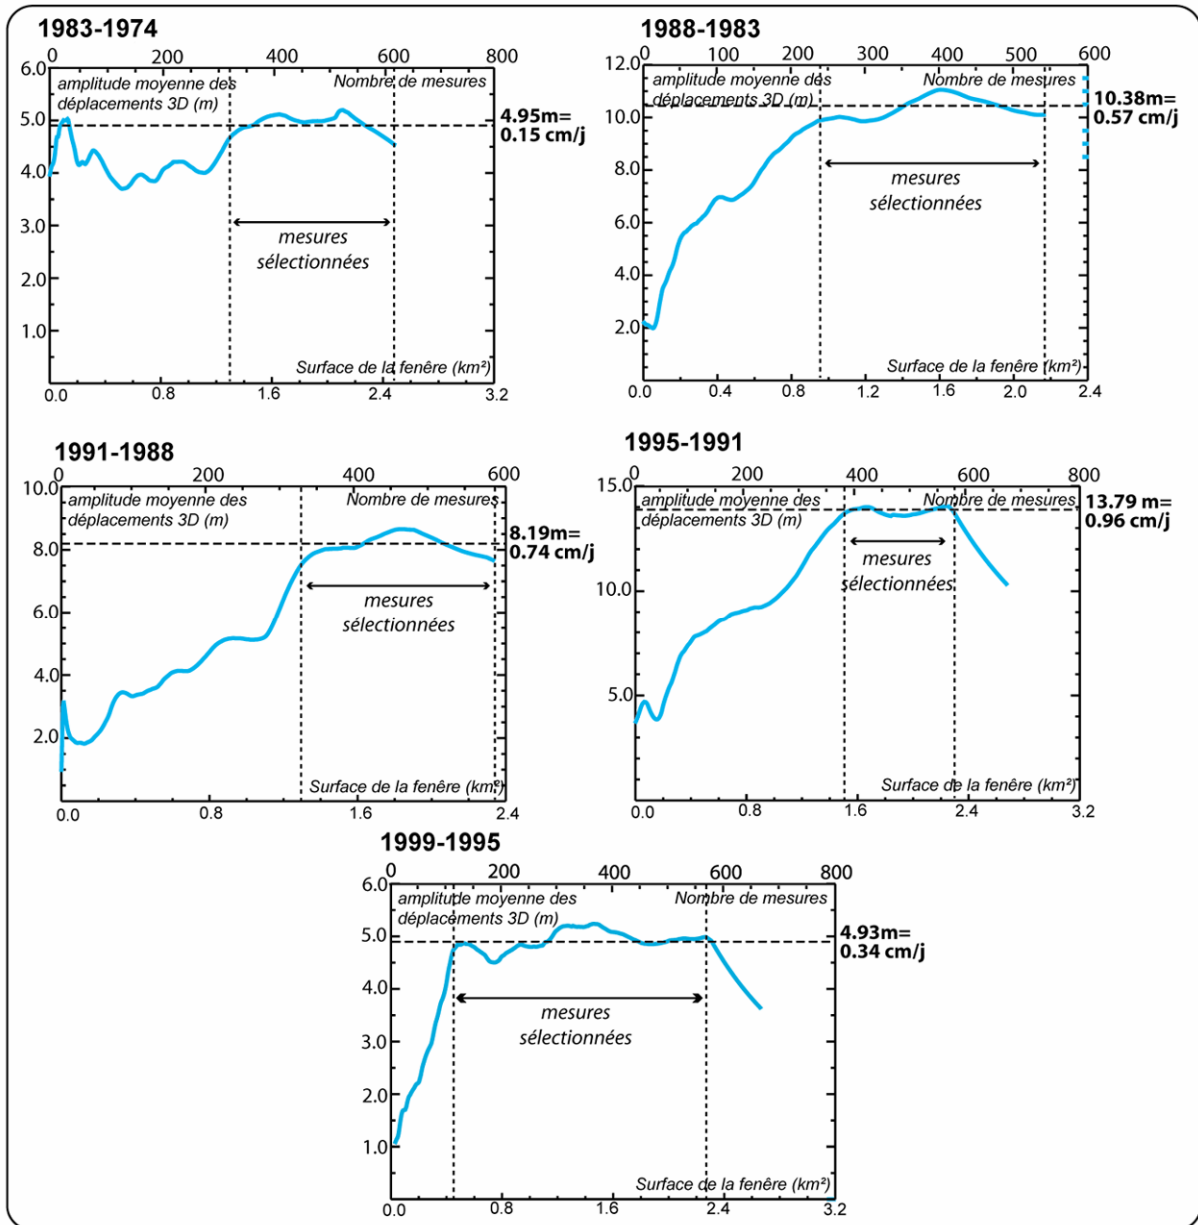 1983-1974
0 200 400 600 800
6.0
amplitude moyenne des
déplacements 3D (m)
Nombre de mesures
5.0
4.95m=
0.15 cm/j
4.0
3.0
mesures
sélectionnées
2.0
1.0
Surface de la fenêre (km²)
0.0 0.8 1.6 2.4 3.2
1988-1983
0 100 200 300 400 500 600
12.0
amplitude moyenne des
déplacements 3D (m)
Nombre de mesures
10.0
10.38m=
0.57 cm/j
8.0
mesures
sélectionnées
6.0
4.0
2.0
Surface de la fenêre (km²)
0.0 0.4 0.8 1.2 1.6 2.0 2.4
1991-1988
0 200 400 600
10.0
amplitude moyenne des
déplacements 3D (m)
Nombre de mesures
8.0
8.19m=
0.74 cm/j
6.0
mesures
sélectionnées
4.0
2.0
Surface de la fenêre (km²)
0.0 0.8 1.6 2.4
1995-1991
0 200 400 600 800
15.0
amplitude moyenne des
déplacements 3D (m)
Nombre de mesures
13.79 m=
0.96 cm/j
mesures
sélectionnées
10.0
5.0
Surface de la fenêre (km²)
0.0 0.8 1.6 2.4 3.2
1999-1995
0 200 400 600 800
6.0
amplitude moyenne des
déplacements 3D (m)
Nombre de mesures
5.0
4.93m=
0.34 cm/j
4.0
mesures
sélectionnées
3.0
2.0
1.0
Surface de la fenêre (km²)
0.0 0.8 1.6 2.4 3.2